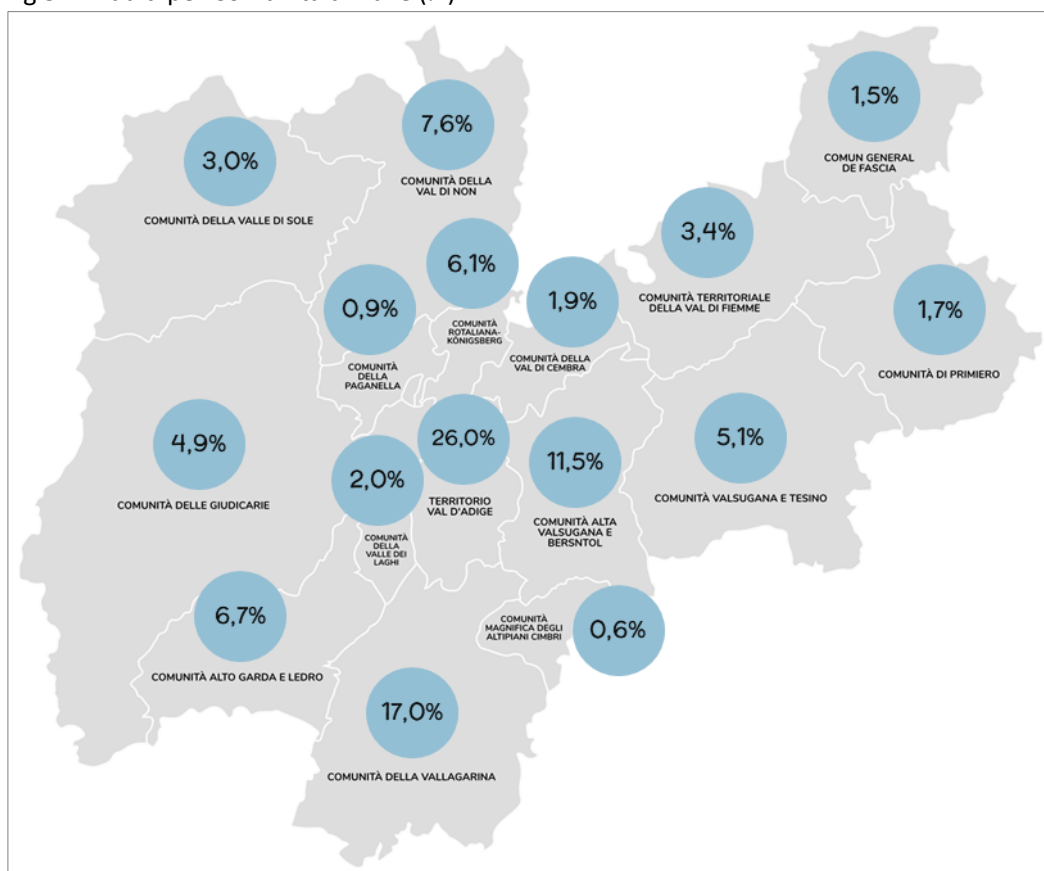 1,5%
COMUN GENERAL
DE FASCIA
7,6%
COMUNITÀ DELLA
VAL DI NON
3,0%
COMUNITÀ DELLA VALLE DI SOLE
3,4%
COMUNITÀ TERRITORIALE
DELLA VAL DI FIEMME
6,1%
COMUNITÀ
ROTALIANA-
KÖNIGSBERG
1,9%
COMUNITÀ DELLA
VAL DI CEMBRA
0,9%
COMUNITÀ
DELLA
PAGANELLA
1,7%
COMUNITÀ DI PRIMIERO
4,9%
COMUNITÀ DELLE GIUDICARIE
26,0%
TERRITORIO
VAL D'ADIGE
2,0%
COMUNITÀ
DELLA
VALLE DEI
LAGHI
11,5%
COMUNITÀ ALTA
VALSUGANA E
BERSNTOL
5,1%
COMUNITÀ VALSUGANA E TESINO
6,7%
COMUNITÀ ALTO GARDA E LEDRO
COMUNITÀ
MAGNIFICA DEGLI
ALTIPIANI CIMBRI
0,6%
17,0%
COMUNITÀ DELLA VALLAGARINA